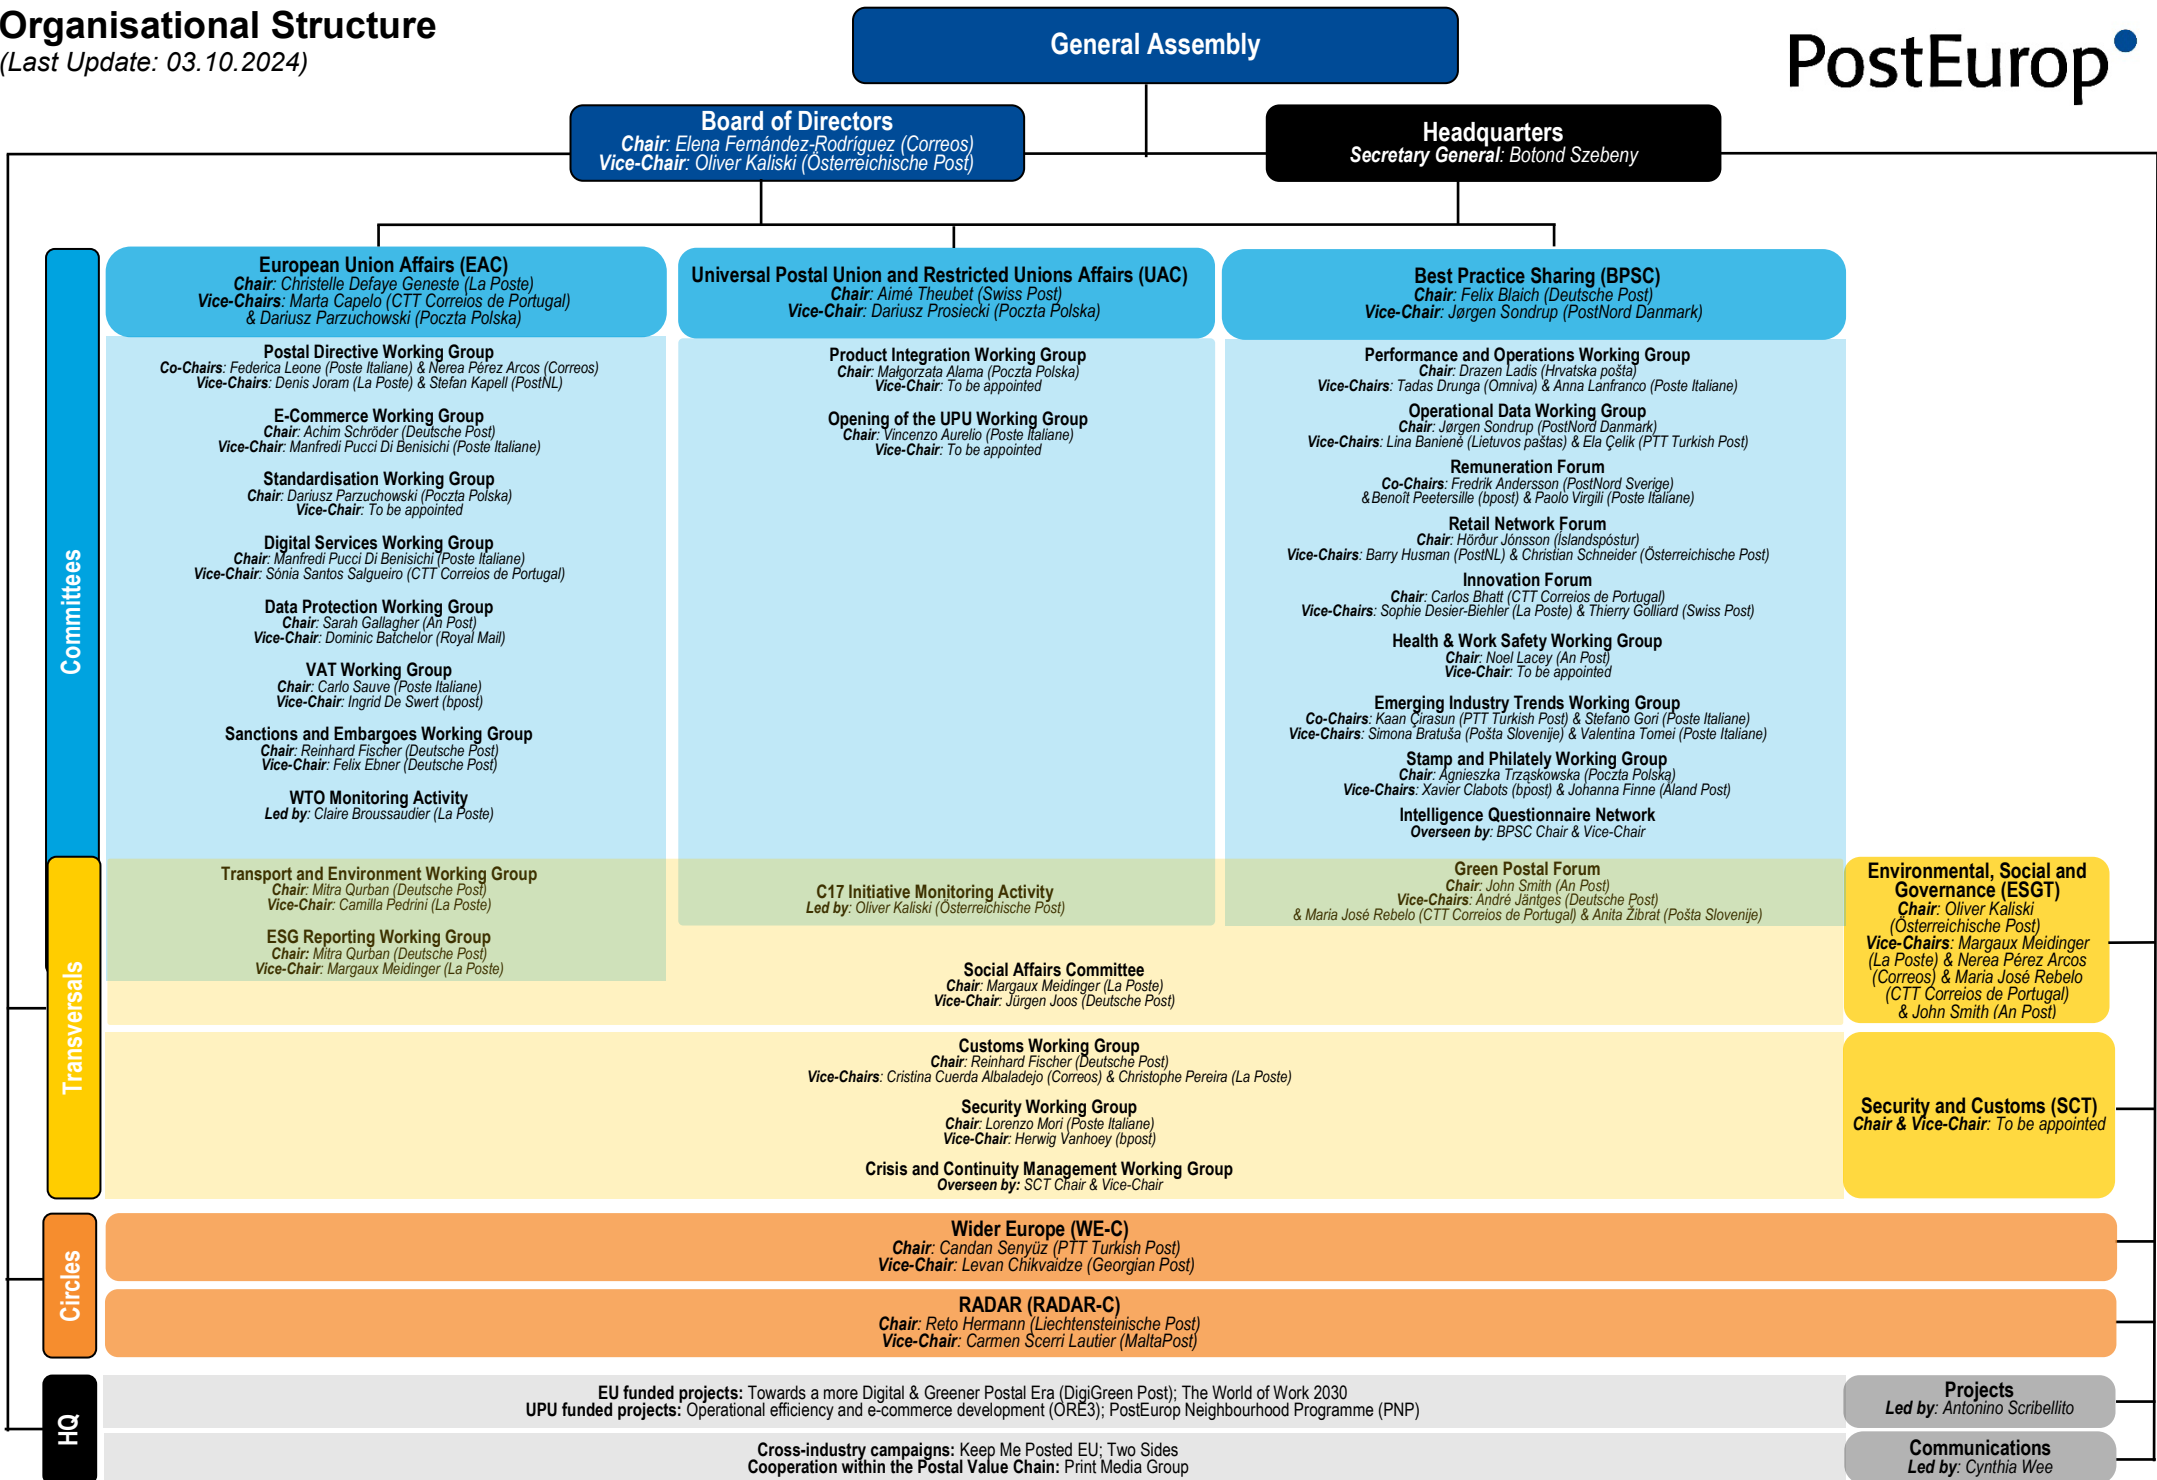 Organisational Structure
(Last Update: 03.10.2024)
General Assembly
PostEurop
Board of Directors
Chair: Elena Fernández-Rodríguez (Correos)
Vice-Chair: Oliver Kaliski (Österreichische Post)
Headquarters
Secretary General: Botond Szebeny
Committees
European Union Affairs (EAC)
Chair: Christelle Defaye Geneste (La Poste)
Vice-Chairs: Marta Capelo (CTT Correios de Portugal)
& Dariusz Parzuchowski (Poczta Polska)
Postal Directive Working Group
Co-Chairs: Federica Leone (Poste Italiane) & Nerea Pérez Arcos (Correos)
Vice-Chairs: Denis Joram (La Poste) & Stefan Kapell (PostNL)
E-Commerce Working Group
Chair: Achim Schröder (Deutsche Post)
Vice-Chair: Manfredi Pucci Di Benisichi (Poste Italiane)
Standardisation Working Group
Chair: Dariusz Parzuchowski (Poczta Polska)
Vice-Chair: To be appointed
Digital Services Working Group
Chair: Manfredi Pucci Di Benisichi (Poste Italiane)
Vice-Chair: Sónia Santos Salgueiro (CTT Correios de Portugal)
Data Protection Working Group
Chair: Sarah Gallagher (An Post)
Vice-Chair: Dominic Batchelor (Royal Mail)
VAT Working Group
Chair: Carlo Sauve (Poste Italiane)
Vice-Chair: Ingrid De Swert (bpost)
Sanctions and Embargoes Working Group
Chair: Reinhard Fischer (Deutsche Post)
Vice-Chair: Felix Ebner (Deutsche Post)
WTO Monitoring Activity
Led by: Claire Broussaudier (La Poste)
Universal Postal Union and Restricted Unions Affairs (UAC)
Chair: Aimé Theubet (Swiss Post)
Vice-Chair: Dariusz Prosiecki (Poczta Polska)
Product Integration Working Group
Chair: Małgorzata Alama (Poczta Polska)
Vice-Chair: To be appointed
Opening of the UPU Working Group
Chair: Vincenzo Aurelio (Poste Italiane)
Vice-Chair: To be appointed
Best Practice Sharing (BPSC)
Chair: Felix Blaich (Deutsche Post)
Vice-Chair: Jørgen Sondrup (PostNord Danmark)
Performance and Operations Working Group
Chair: Drazen Ladis (Hrvatska pošta)
Vice-Chairs: Tadas Drunga (Omniva) & Anna Lanfranco (Poste Italiane)
Operational Data Working Group
Chair: Jørgen Sondrup (PostNord Danmark)
Vice-Chairs: Lina Banienė (Lietuvos paštas) & Ela Çelik (PTT Turkish Post)
Remuneration Forum
Co-Chairs: Fredrik Andersson (PostNord Sverige)
& Benoît Peetersille (bpost) & Paolo Virgili (Poste Italiane)
Retail Network Forum
Chair: Hörður Jónsson (Íslandspóstur)
Vice-Chairs: Barry Husman (PostNL) & Christian Schneider (Österreichische Post)
Innovation Forum
Chair: Carlos Bhatt (CTT Correios de Portugal)
Vice-Chairs: Sophie Desier-Biehler (La Poste) & Thierry Golliard (Swiss Post)
Health & Work Safety Working Group
Chair: Noel Lacey (An Post)
Vice-Chair: To be appointed
Emerging Industry Trends Working Group
Co-Chairs: Kaan Çirasun (PTT Turkish Post) & Stefano Gori (Poste Italiane)
Vice-Chairs: Simona Bratuša (Pošta Slovenije) & Valentina Tomei (Poste Italiane)
Stamp and Philately Working Group
Chair: Agnieszka Trząskowska (Poczta Polska)
Vice-Chairs: Xavier Clabots (bpost) & Johanna Finne (Åland Post)
Intelligence Questionnaire Network
Overseen by: BPSC Chair & Vice-Chair
Transversals
Transport and Environment Working Group
Chair: Mitra Qurban (Deutsche Post)
Vice-Chair: Camilla Pedrini (La Poste)
ESG Reporting Working Group
Chair: Mitra Qurban (Deutsche Post)
Vice-Chair: Margaux Meidinger (La Poste)
C17 Initiative Monitoring Activity
Led by: Oliver Kaliski (Österreichische Post)
Green Postal Forum
Chair: John Smith (An Post)
Vice-Chairs: André Jäntges (Deutsche Post)
& Maria José Rebelo (CTT Correios de Portugal) & Anita Žibrat (Pošta Slovenije)
Social Affairs Committee
Chair: Margaux Meidinger (La Poste)
Vice-Chair: Jürgen Joos (Deutsche Post)
Environmental, Social and
Governance (ESGT)
Chair: Oliver Kaliski
(Österreichische Post)
Vice-Chairs: Margaux Meidinger
(La Poste) & Nerea Pérez Arcos
(Correos) & Maria José Rebelo
(CTT Correios de Portugal)
& John Smith (An Post)
Customs Working Group
Chair: Reinhard Fischer (Deutsche Post)
Vice-Chairs: Cristina Cuerda Albaladejo (Correos) & Christophe Pereira (La Poste)
Security Working Group
Chair: Lorenzo Mori (Poste Italiane)
Vice-Chair: Herwig Vanhoey (bpost)
Crisis and Continuity Management Working Group
Overseen by: SCT Chair & Vice-Chair
Security and Customs (SCT)
Chair & Vice-Chair: To be appointed
Circles
Wider Europe (WE-C)
Chair: Candan Senyüz (PTT Turkish Post)
Vice-Chair: Levan Chikvaidze (Georgian Post)
RADAR (RADAR-C)
Chair: Reto Hermann (Liechtensteinische Post)
Vice-Chair: Carmen Scerri Lautier (MaltaPost)
HQ
EU funded projects: Towards a more Digital & Greener Postal Era (DigiGreen Post); The World of Work 2030
UPU funded projects: Operational efficiency and e-commerce development (ORE3); PostEurop Neighbourhood Programme (PNP)
Projects
Led by: Antonino Scribellito
Cross-industry campaigns: Keep Me Posted EU; Two Sides
Cooperation within the Postal Value Chain: Print Media Group
Communications
Led by: Cynthia Wee